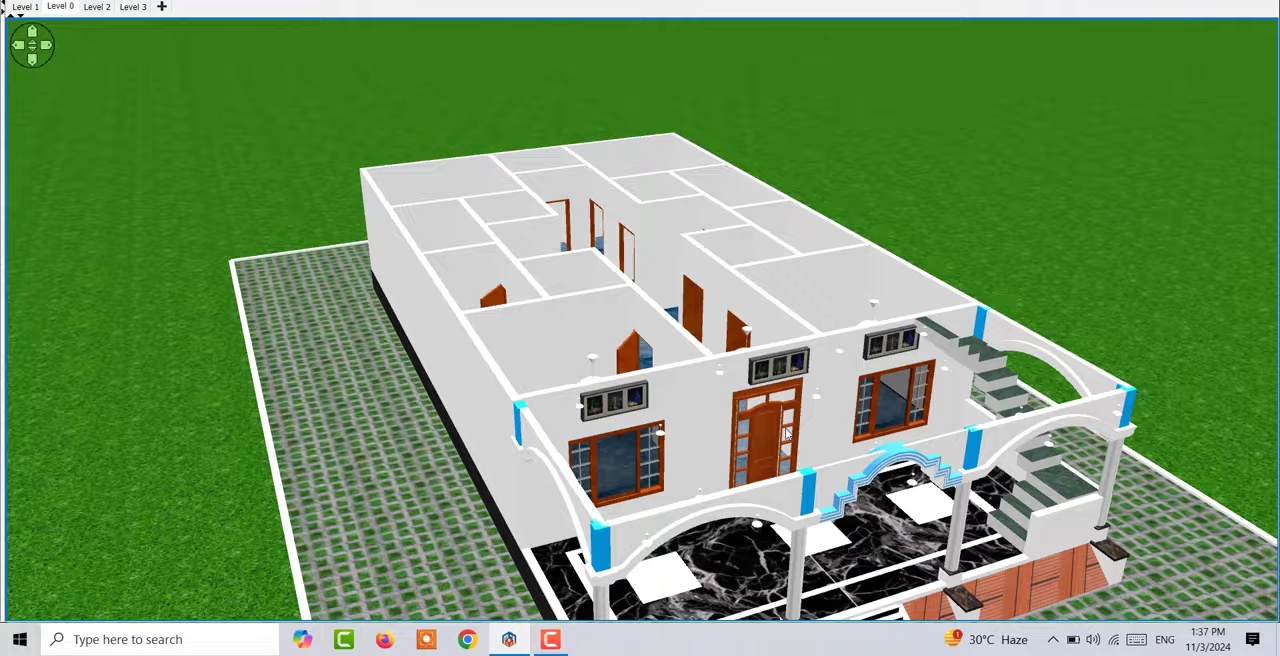 Level 1 Level 0 Level 2 Level 3
Type here to search
1
30°C Haze
ENG
1:37 PM
11/3/2024